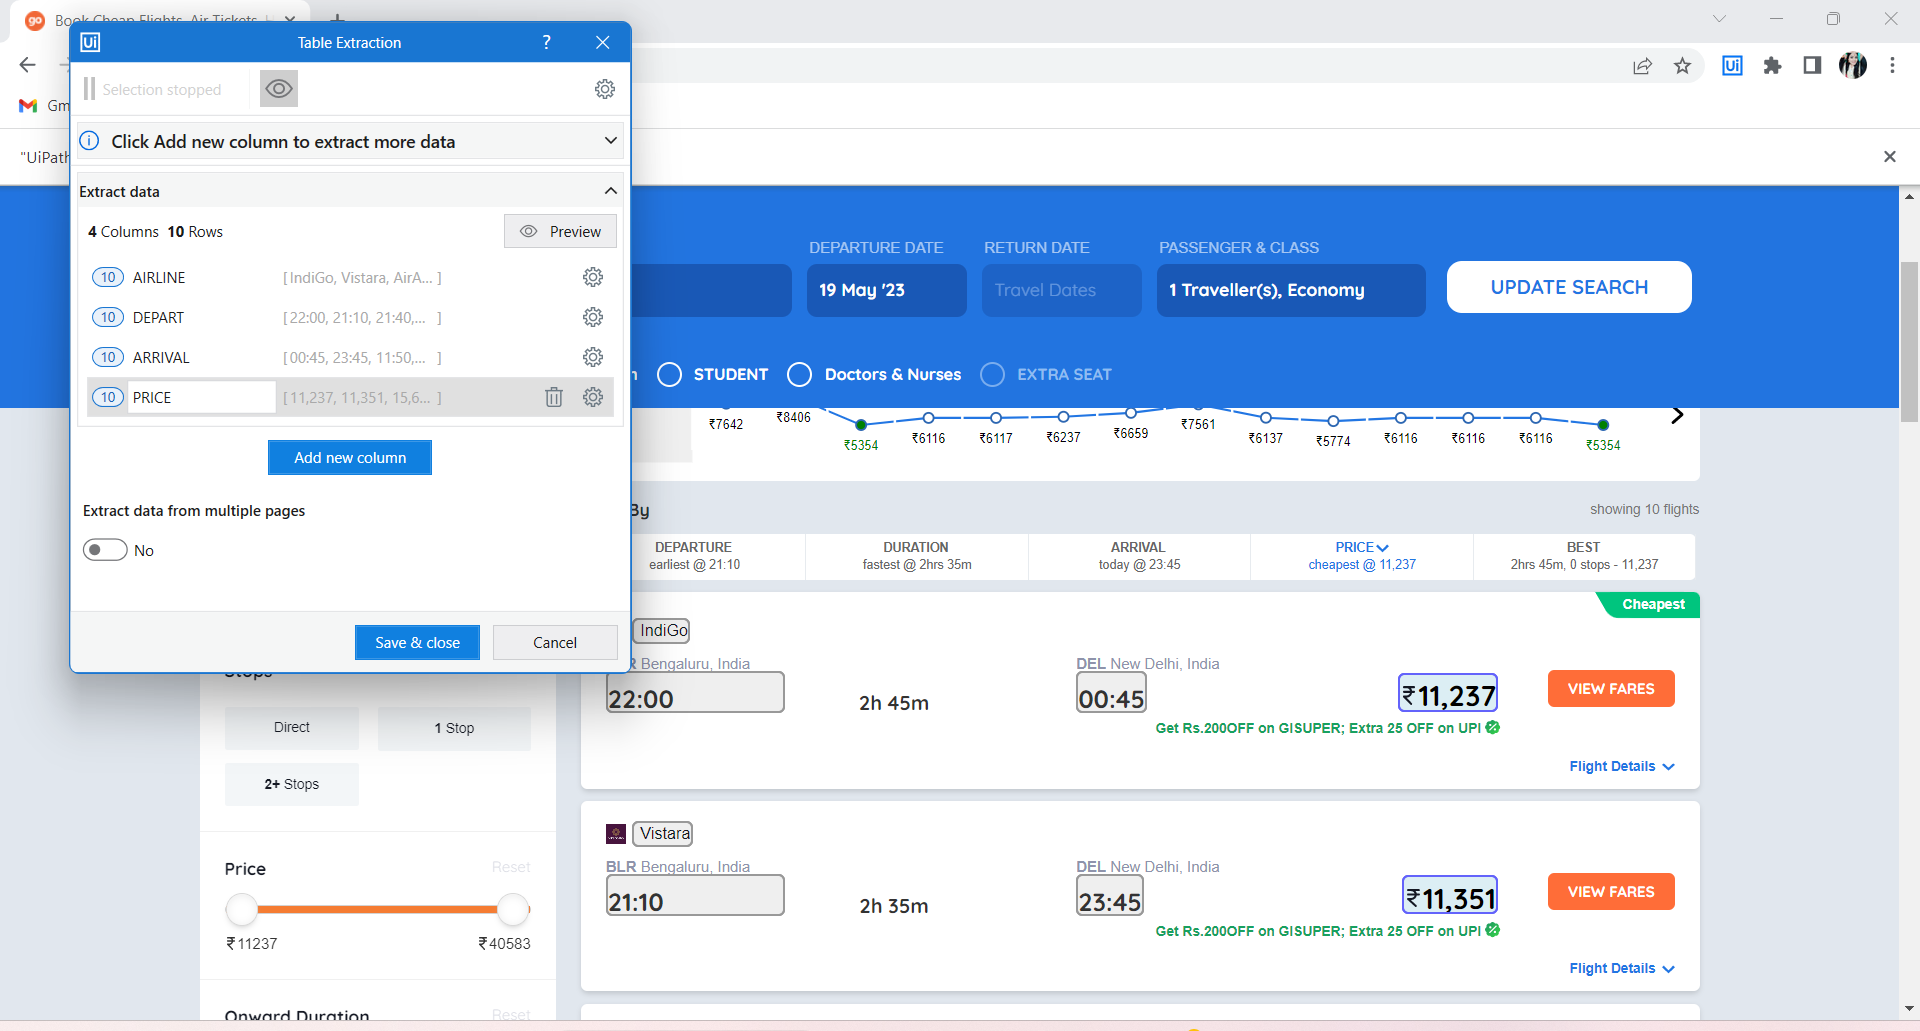 go Book Cheap Flights, Air Tickets
Ui Table Extraction ?
Selection stopped
Ui
Gm
Click Add new column to extract more data
"UiPath
Extract data
4 Columns 10 Rows
Preview
10 AIRLINE [ IndiGo, Vistara, AirA... ]
10 DEPART [ 22:00, 21:10, 21:40,... ]
10 ARRIVAL [ 00:45, 23:45, 11:50,... ]
10 PRICE [ 11,237, 11,351, 15,6... ]
Add new column
Extract data from multiple pages
No
Save & close Cancel
DEPARTURE DATE RETURN DATE PASSENGER & CLASS
19 May '23 Travel Dates 1 Traveller(s), Economy UPDATE SEARCH
n STUDENT Doctors & Nurses EXTRA SEAT
₹7642 ₹8406 ₹5354 ₹6116 ₹6117 ₹6237 ₹6659 ₹7561 ₹6137 ₹5774 ₹6116 ₹6116 ₹6116 ₹5354
By showing 10 flights
DEPARTURE DURATION ARRIVAL PRICE BEST
earliest @ 21:10 fastest @ 2hrs 35m today @ 23:45 cheapest @ 11,237 2hrs 45m, 0 stops - 11,237
Cheapest
IndiGo
R Bengaluru, India DEL New Delhi, India
22:00 2h 45m 00:45 ₹11,237 VIEW FARES
Get Rs.200OFF on GISUPER; Extra 25 OFF on UPI
Flight Details
Vistara
BLR Bengaluru, India DEL New Delhi, India
21:10 2h 35m 23:45 ₹11,351 VIEW FARES
Get Rs.200OFF on GISUPER; Extra 25 OFF on UPI
Flight Details
Stops
Direct 1 Stop
2+ Stops
Price Reset
₹11237 ₹40583
Onward Duration Reset